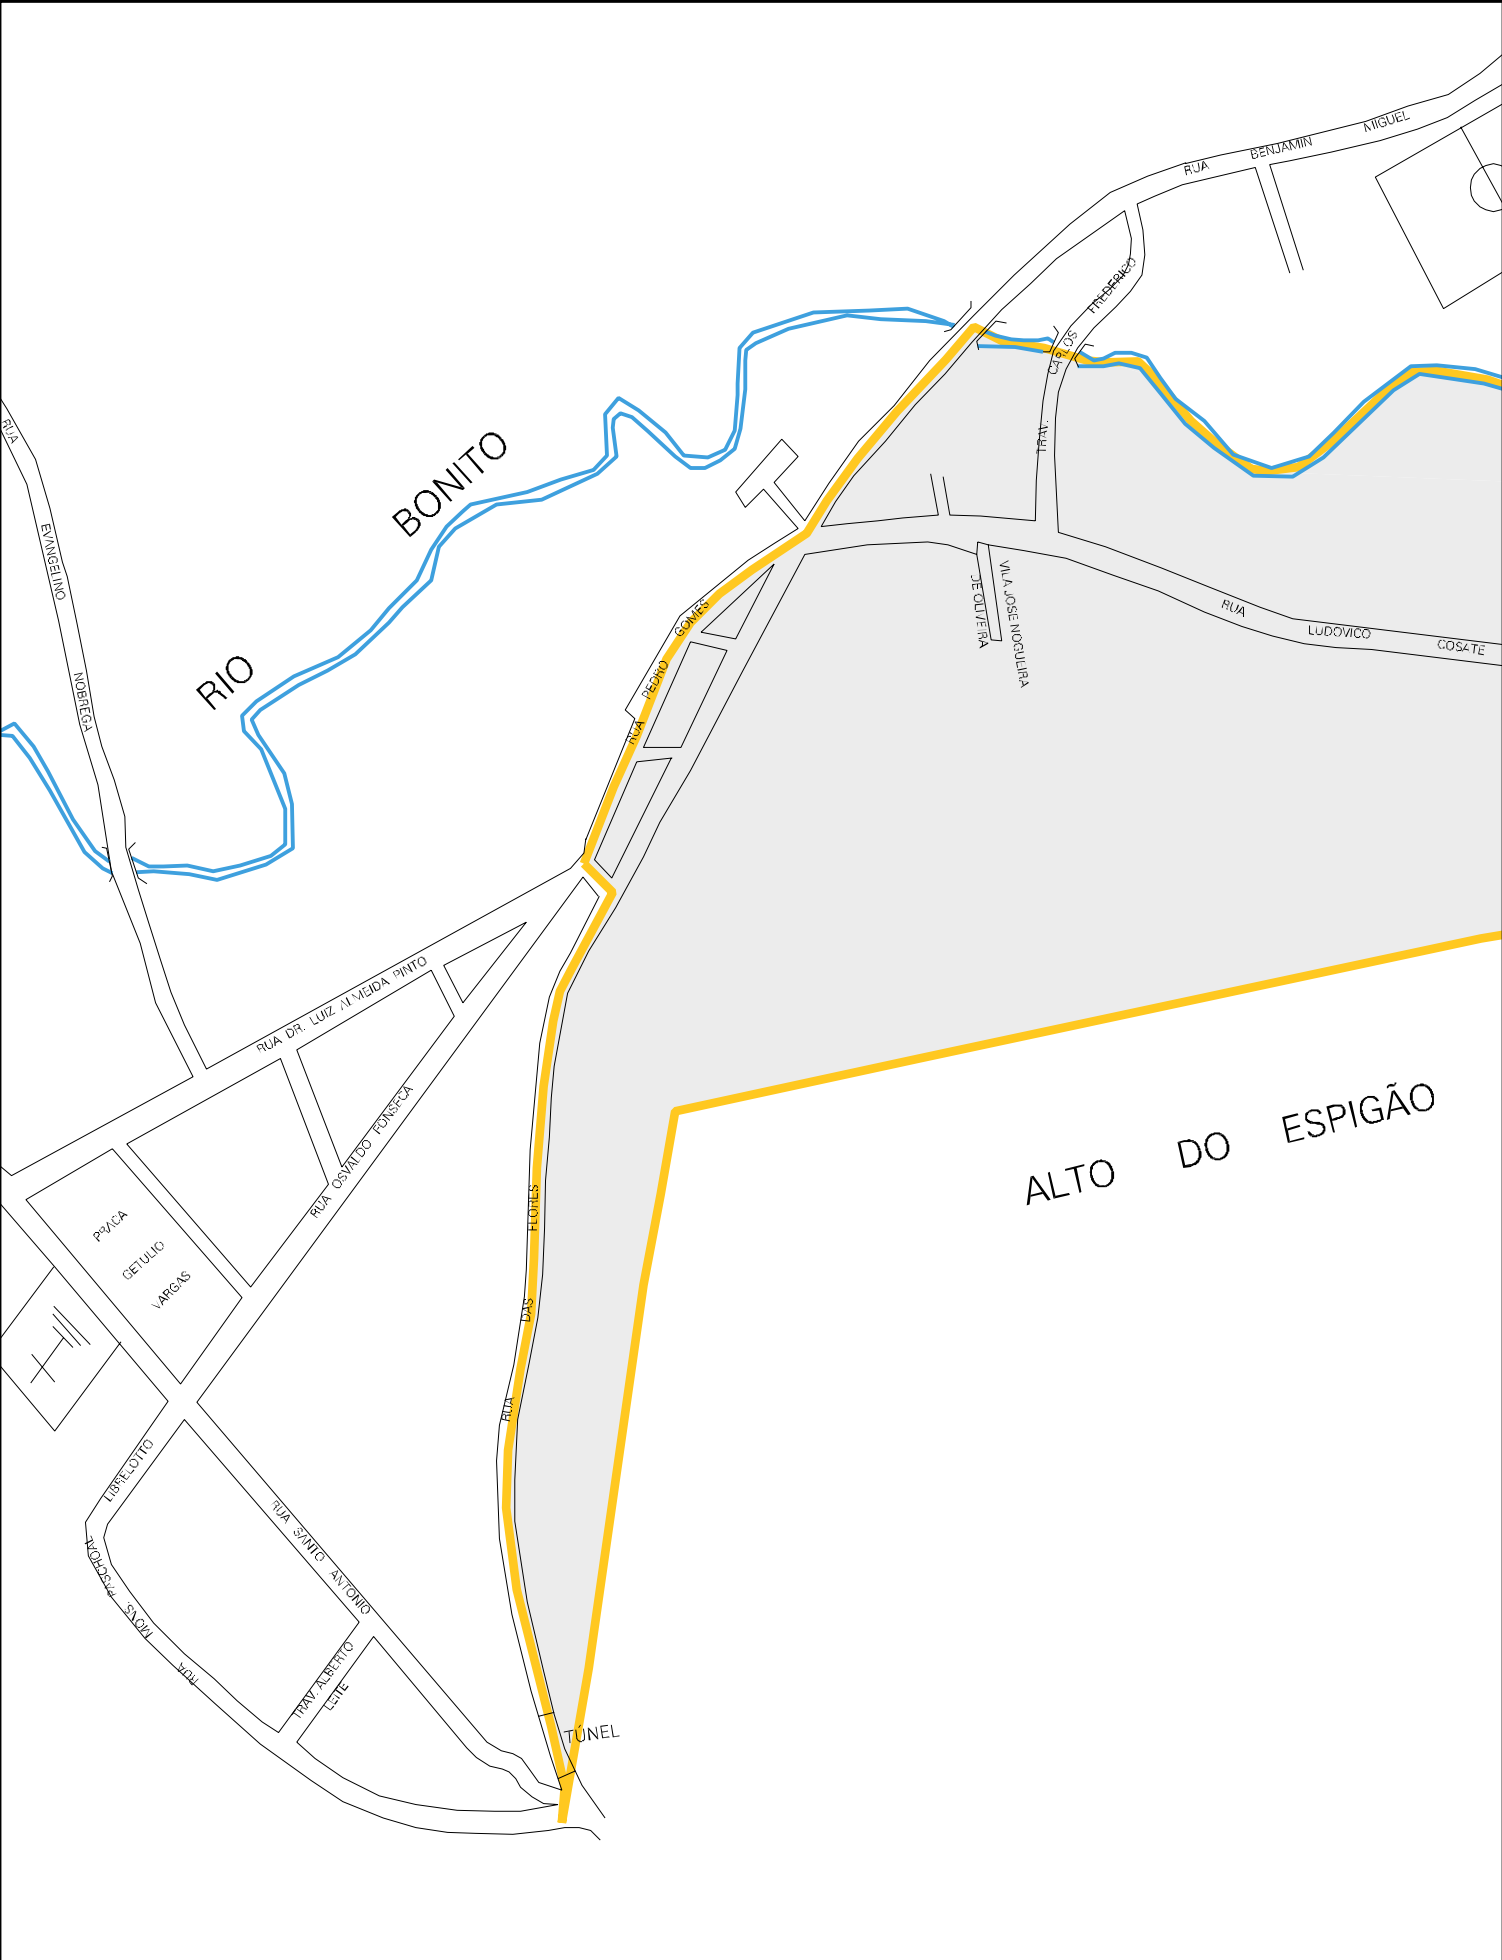 RUA BENJAMIN MIGUEL
TRAV. CARLOS FREDERICO
RUA
EVANGELINO
NOBREGA
RIO BONITO
RUA PEDRO GOMES
VILA JOSE NOGUEIRA
DE OLIVEIRA
RUA LUDOVICO COSATE
RUA DR. LUIZ ALMEIDA PINTO
RUA OSVALDO FONSECA
ALTO DO ESPIGÃO
PRACA
GETULIO
VARGAS
RUA DAS FLORES
RUA MONS. PASCHOAL LIBRELOTTO
RUA SANTO ANTONIO
TRAV. ALBERTO
LEITE
TÚNEL